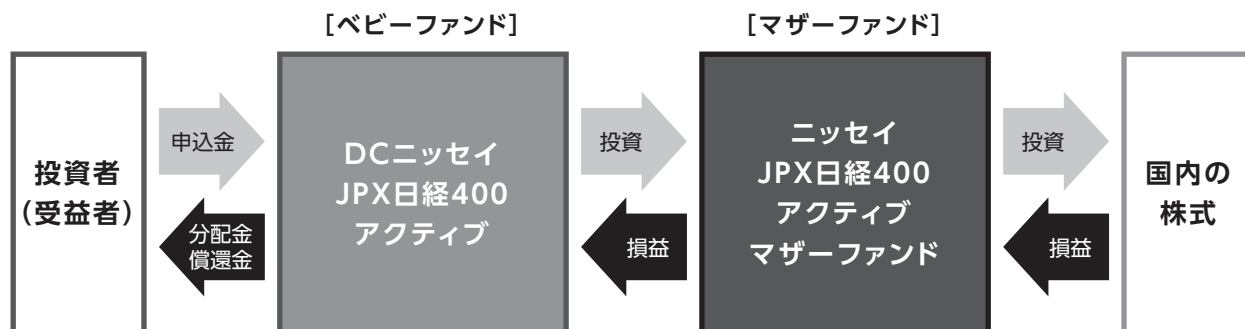 [ベビーファンド]
[マザーファンド]
投資者
(受益者)
申込金
分配金
償還金
DCニッセイ
JPX日経400
アクティブ
投資
損益
ニッセイ
JPX日経400
アクティブ
マザーファンド
投資
損益
国内の
株式